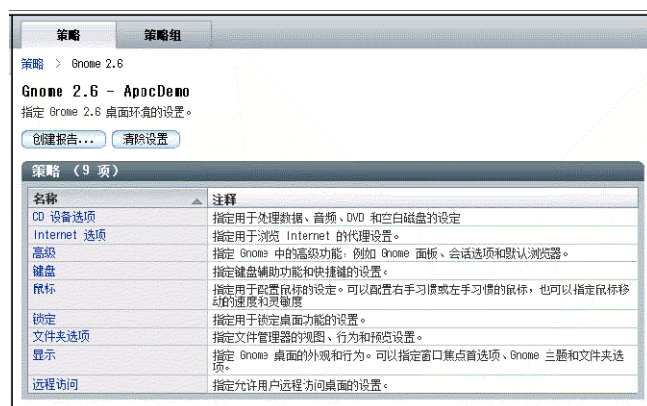 策略 策略组
策略 > Gnome 2.6
Gnome 2.6 - ApocDemo
指定 Gnome 2.6 桌面环境的设置。
创建报告... 清除设置
策略 (9 项)
名称 注释
CD 设备选项 指定用于处理数据、音频、DVD 和空白磁盘的设定
Internet 选项 指定用于浏览 Internet 的代理设置。
高级 指定 Gnome 中的高级功能: 例如 Gnome 面板、会话选项和默认浏览器。
键盘 指定键盘辅助功能和快捷键的设置。
鼠标 指定用于配置鼠标的设定。可以配置右手习惯或左手习惯的鼠标，也可以指定鼠标移
动的速度和灵敏度
锁定 指定用于锁定桌面功能的设置。
文件夹选项 指定文件管理器的视图、行为和预览设置。
显示 指定 Gnome 桌面的外观和行为。可以指定窗口焦点首选项、Gnome 主题和文件夹选
项。
远程访问 指定允许用户远程访问桌面的设置。